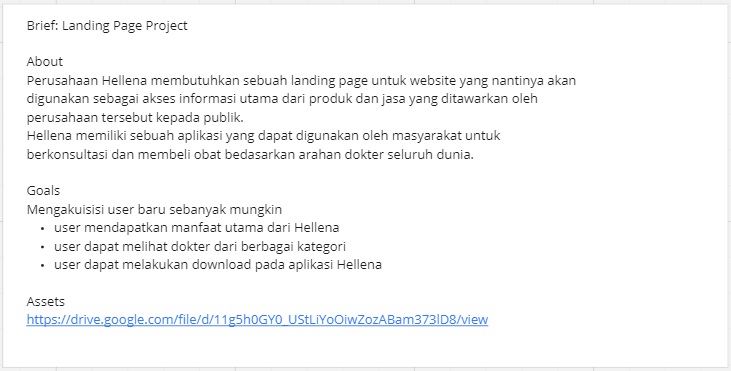 Brief: Landing Page Project
About
Perusahaan Hellena membutuhkan sebuah landing page untuk website yang nantinya akan
digunakan sebagai akses informasi utama dari produk dan jasa yang ditawarkan oleh
perusahaan tersebut kepada publik.
Hellena memiliki sebuah aplikasi yang dapat digunakan oleh masyarakat untuk
berkonsultasi dan membeli obat bedasarkan arahan dokter seluruh dunia.
Goals
Mengakuisisi user baru sebanyak mungkin
• user mendapatkan manfaat utama dari Hellena
• user dapat melihat dokter dari berbagai kategori
• user dapat melakukan download pada aplikasi Hellena
Assets
https://drive.google.com/file/d/11g5h0GY0_UStLiYoOiwZozABam373lD8/view